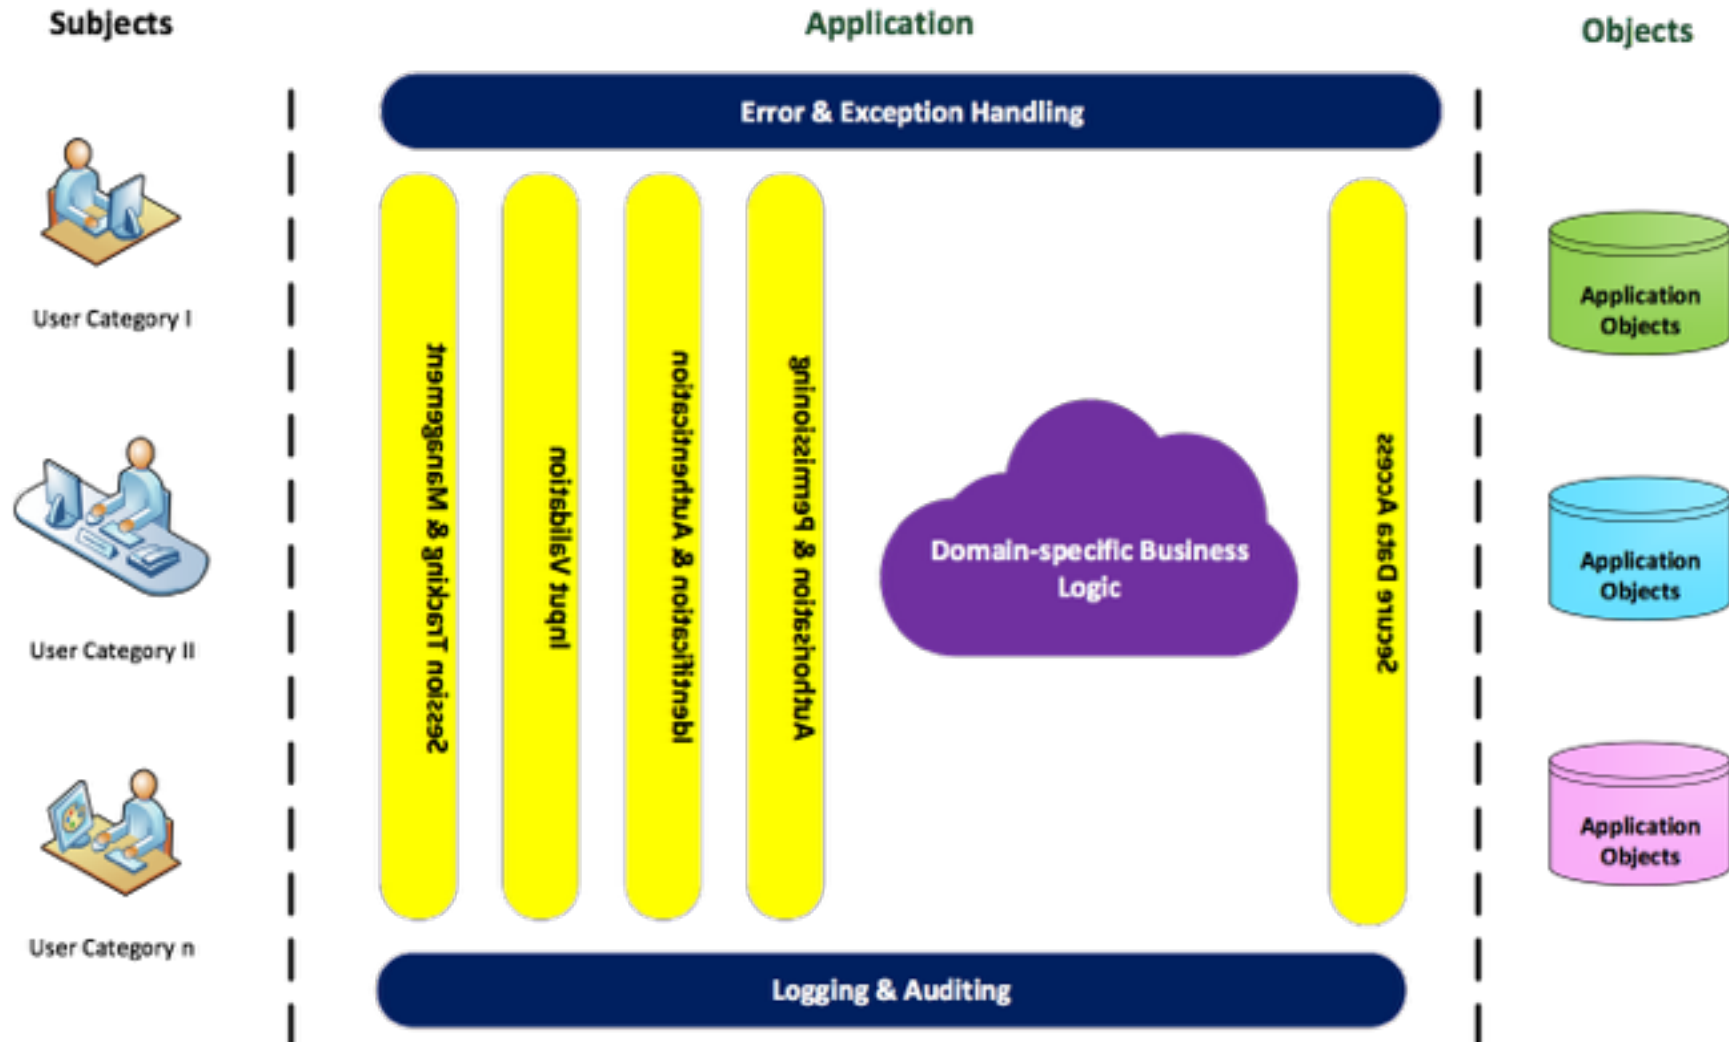 Subjects
Application
Objects
Error & Exception Handling
User Category I
User Category II
User Category n
Session Tracking & Management
Input Validation
Identification & Authentication
Authorisation & Permissioning
Domain-specific Business
Logic
Secure Data Access
Application
Objects
Application
Objects
Application
Objects
Logging & Auditing